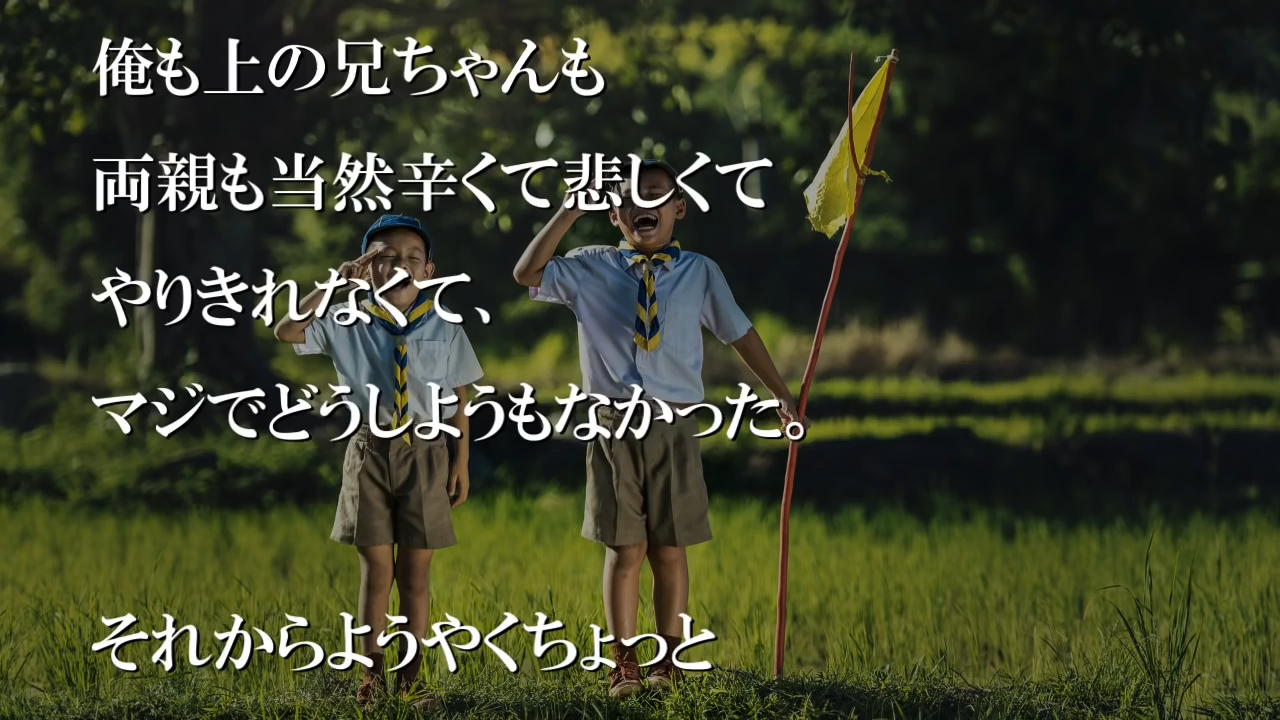 俺も上の兄ちゃんも
両親も当然辛くて悲しくて
やりきれなくて、
マジでどうしようもなかった。
それからようやくちょっと